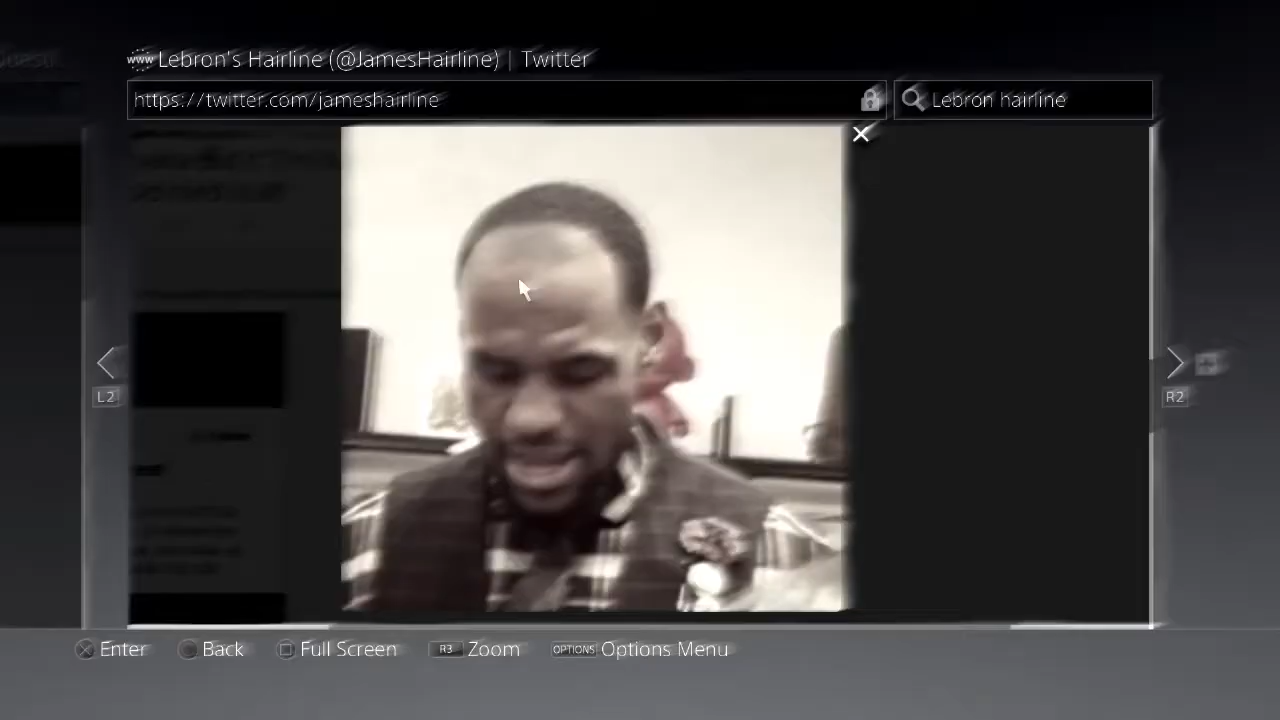 Lebron's Hairline (@JamesHairline) | Twitter
https://twitter.com/jameshairline
Lebron hairline
L2
R2
Enter
Back
Full Screen
R3 Zoom
OPTIONS Options Menu